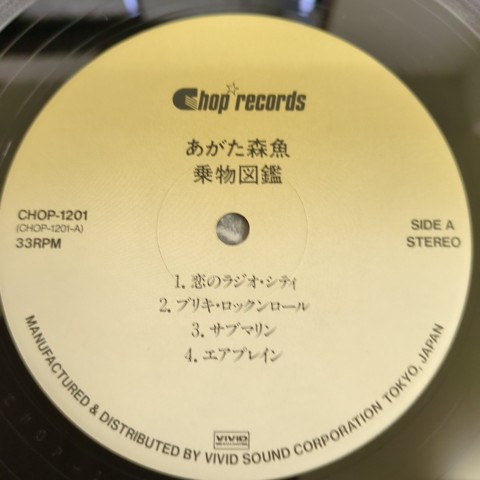 Chop records
あがた森魚
乗物図鑑
CHOP-1201
(CHOP-1201-A)
33RPM
SIDE A
STEREO
1. 恋のラジオ・シティ
2. ブリキ・ロックンロール
3. サブマリン
4. エアプレイン
VIVID
MANUFACTURED & DISTRIBUTED BY VIVID SOUND CORPORATION TOKYO, JAPAN